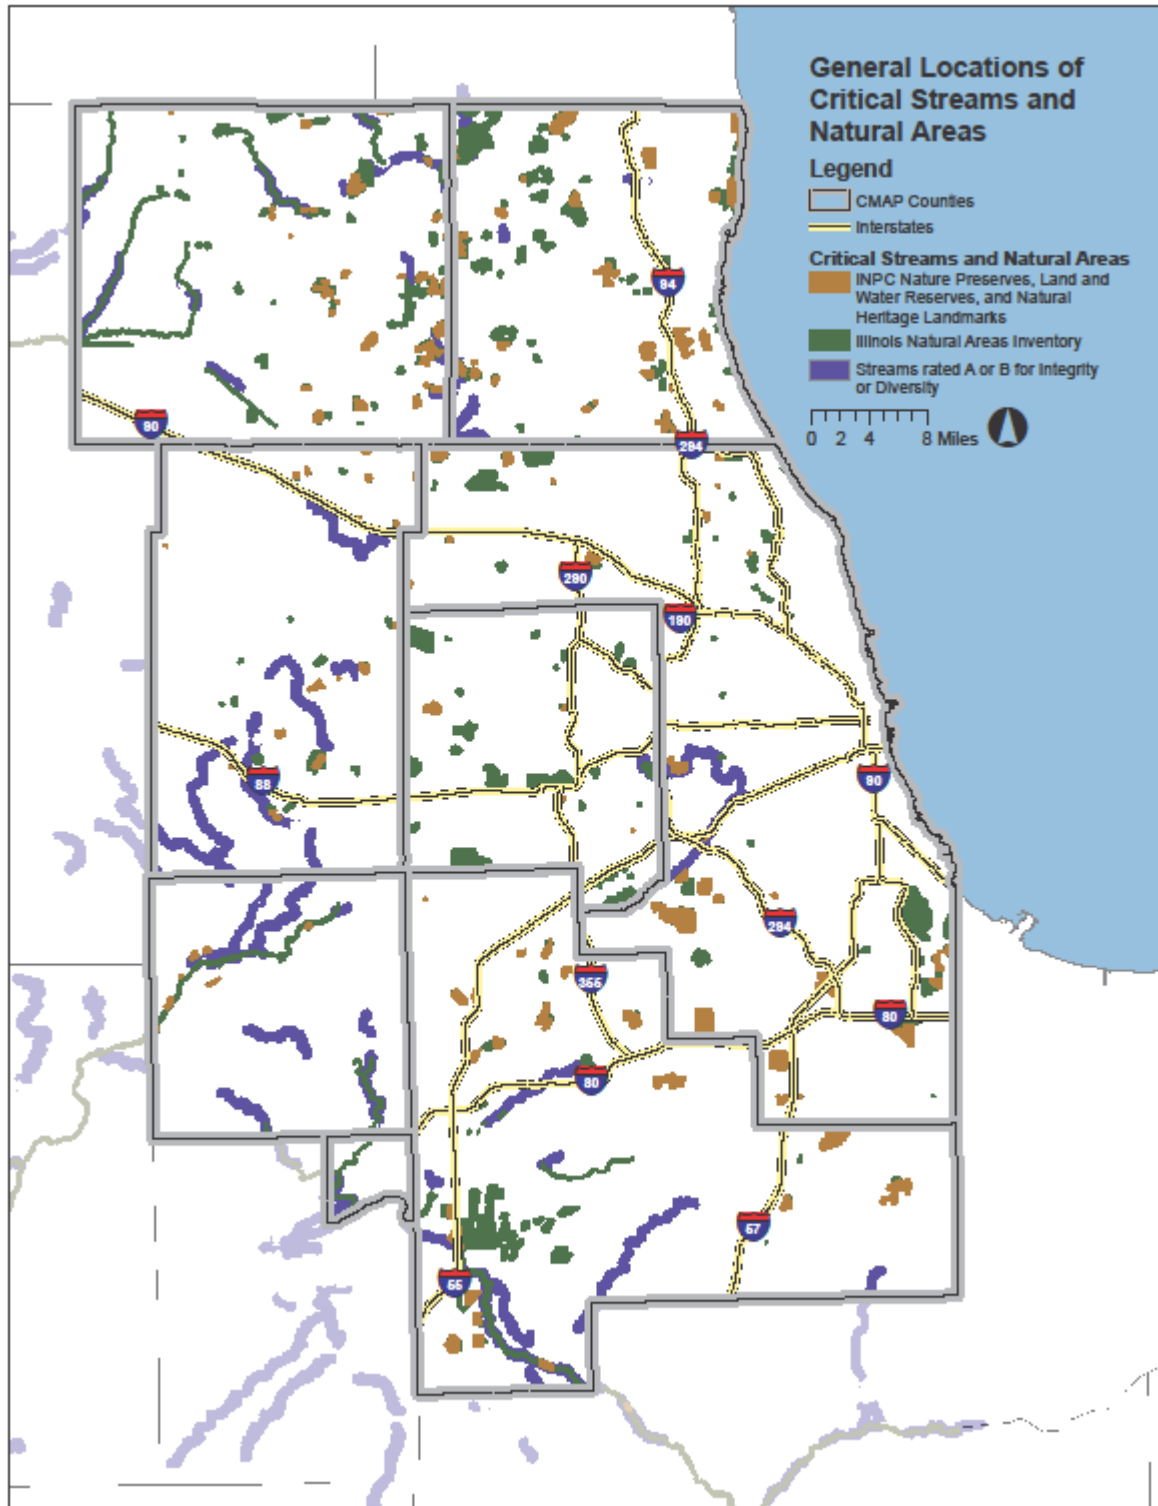 General Locations of
Critical Streams and
Natural Areas
Legend
CMAP Counties
Interstates
Critical Streams and Natural Areas
INPC Nature Preserves, Land and
Water Reserves, and Natural
Heritage Landmarks
Illinois Natural Areas Inventory
Streams rated A or B for Integrity
or Diversity
0 2 4 8 Miles
94
90
294
290
190
88
90
294
355
80
80
57
55